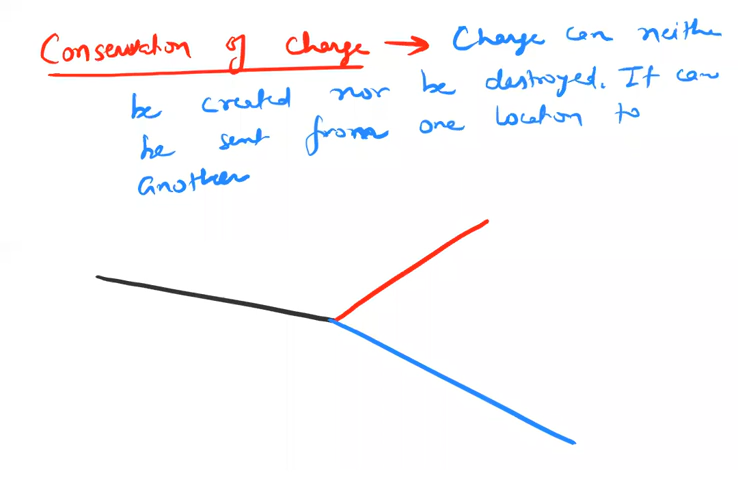 Conservation of Charge → Charge can neithe
be created nor be destroyed. It can
be sent from one location to
another